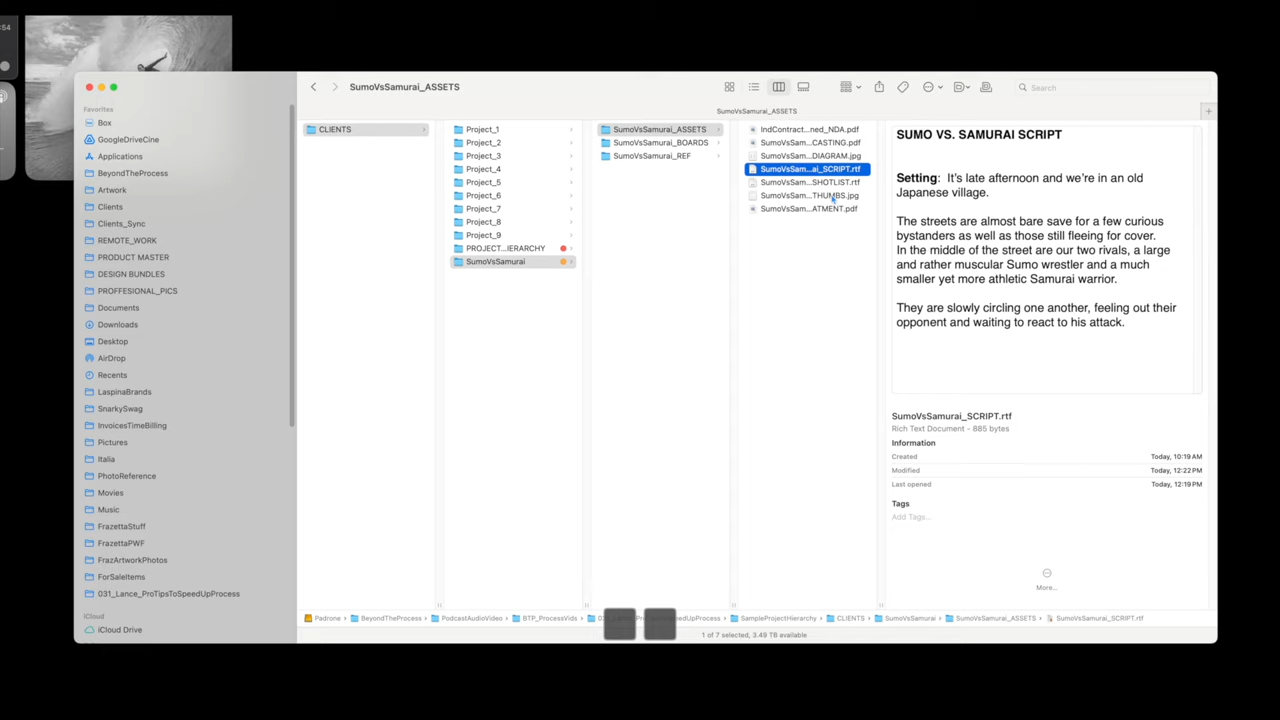 :54
SumoVsSamurai_ASSETS
Search
SumoVsSamurai_ASSETS
Favorites
Box
GoogleDriveCine
Applications
BeyondTheProcess
Artwork
Clients
Clients_Sync
REMOTE_WORK
PRODUCT MASTER
DESIGN BUNDLES
PROFFESIONAL_PICS
Documents
Downloads
Desktop
AirDrop
Recents
LaspinaBrands
SnarkySwag
InvoicesTimeBilling
Pictures
Italia
PhotoReference
Movies
Music
FrazettaStuff
FrazettaPWF
FrazArtworkPhotos
ForSaleItems
031_Lance_ProTipsToSpeedUpProcess
iCloud
iCloud Drive
CLIENTS
Project_1
Project_2
Project_3
Project_4
Project_5
Project_6
Project_7
Project_8
Project_9
PROJECT...IERARCHY
SumoVsSamurai
SumoVsSamurai_ASSETS
SumoVsSamurai_BOARDS
SumoVsSamurai_REF
IndContract...ned_NDA.pdf
SumoVsSam...CASTING.pdf
SumoVsSam...DIAGRAM.jpg
SumoVsSam...ai_SCRIPT.rtf
SumoVsSam...SHOTLIST.rtf
SumoVsSam...THUMBS.jpg
SumoVsSam...ATMENT.pdf
SUMO VS. SAMURAI SCRIPT
Setting: It's late afternoon and we're in an old
Japanese village.
The streets are almost bare save for a few curious
bystanders as well as those still fleeing for cover.
In the middle of the street are our two rivals, a large
and rather muscular Sumo wrestler and a much
smaller yet more athletic Samurai warrior.
They are slowly circling one another, feeling out their
opponent and waiting to react to his attack.
SumoVsSamurai_SCRIPT.rtf
Rich Text Document - 885 bytes
Information
Created Today, 10:19 AM
Modified Today, 12:22 PM
Last opened Today, 12:19 PM
Tags
Add Tags...
More...
Padrone BeyondTheProcess PodcastAudioVideo BTP_ProcessVids SampleProjectHierarchy CLIENTS SumoVsSamurai SumoVsSamurai_ASSETS SumoVsSamurai_SCRIPT.rtf
1 of 7 selected, 3.49 TB available